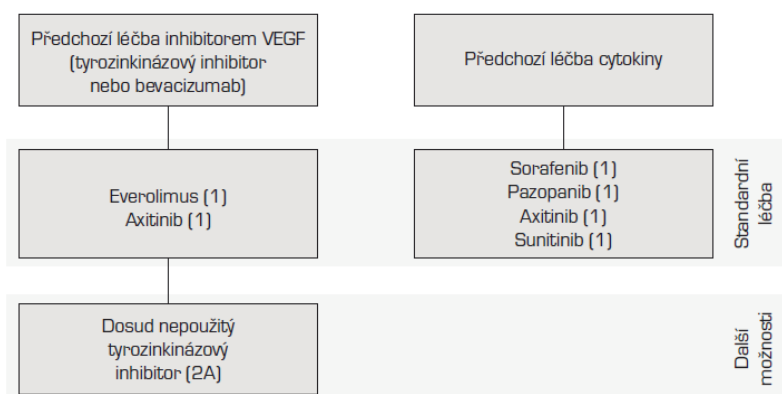 Předchozí léčba inhibitorem VEGF
(tyrozinkinázový inhibitor
nebo bevacizumab)
Předchozí léčba cytokiny
Everolimus (1)
Axitinib (1)
Sorafenib (1)
Pazopanib (1)
Axitinib (1)
Sunitinib (1)
Standardní
léčba
Dosud nepoužitý
tyrozinkinázový
inhibitor (2A)
Další
možnosti